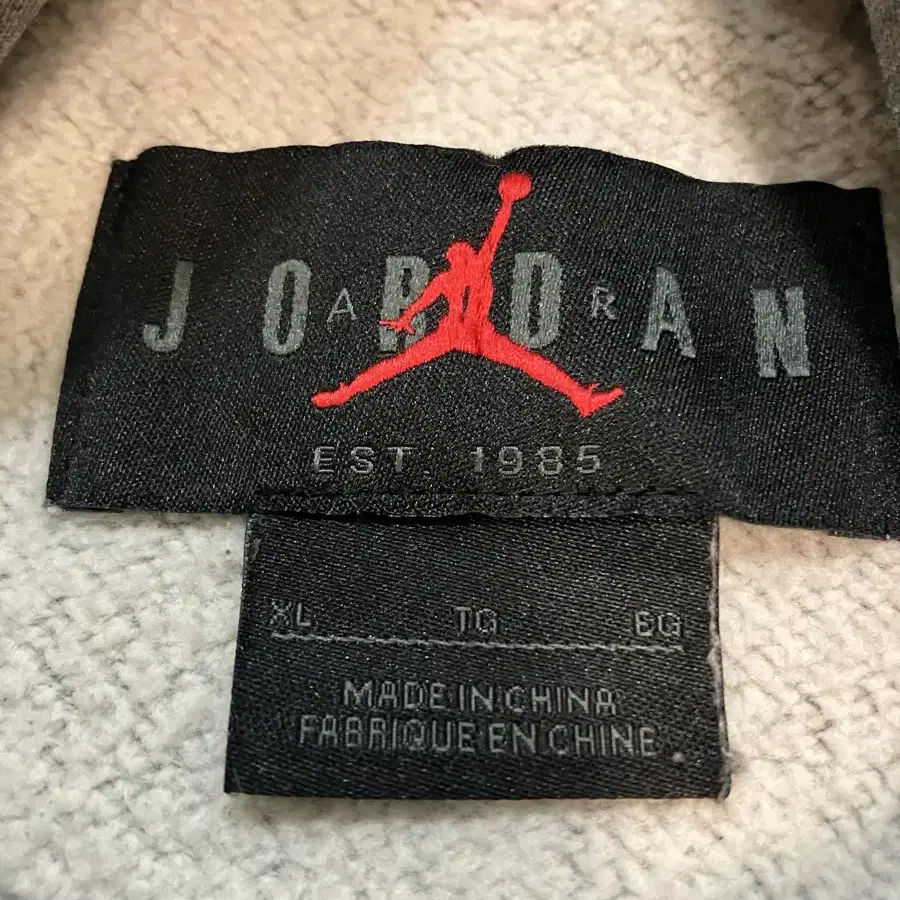 JORDAN
AIR
EST. 1985
XL TG EG
MADE IN CHINA
FABRIQUE EN CHINE